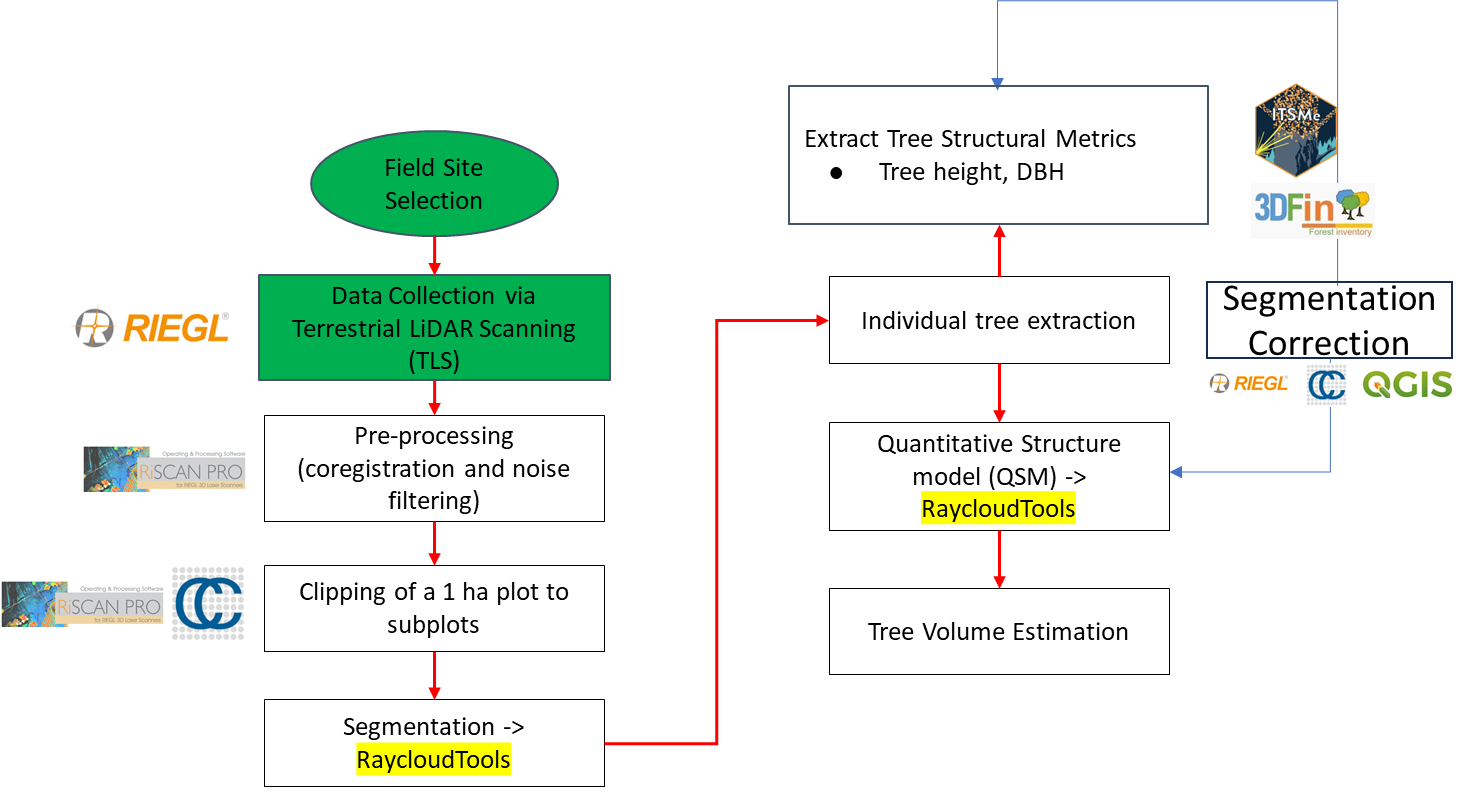 Field Site
Selection
RIEGL®
Data Collection via
Terrestrial LiDAR Scanning
(TLS)
Operating & Processing Software
RiSCAN PRO
for RIEGL 3D Laser Scanners
Pre-processing
(coregistration and noise
filtering)
Operating & Processing Software
RiSCAN PRO
for RIEGL 3D Laser Scanners
CC
Clipping of a 1 ha plot to
subplots
Segmentation ->
RaycloudTools
Extract Tree Structural Metrics
● Tree height, DBH
ITSMe
3DFin
Forest inventory
Individual tree extraction
Segmentation
Correction
RIEGL
CC
QGIS
Quantitative Structure
model (QSM) ->
RaycloudTools
Tree Volume Estimation